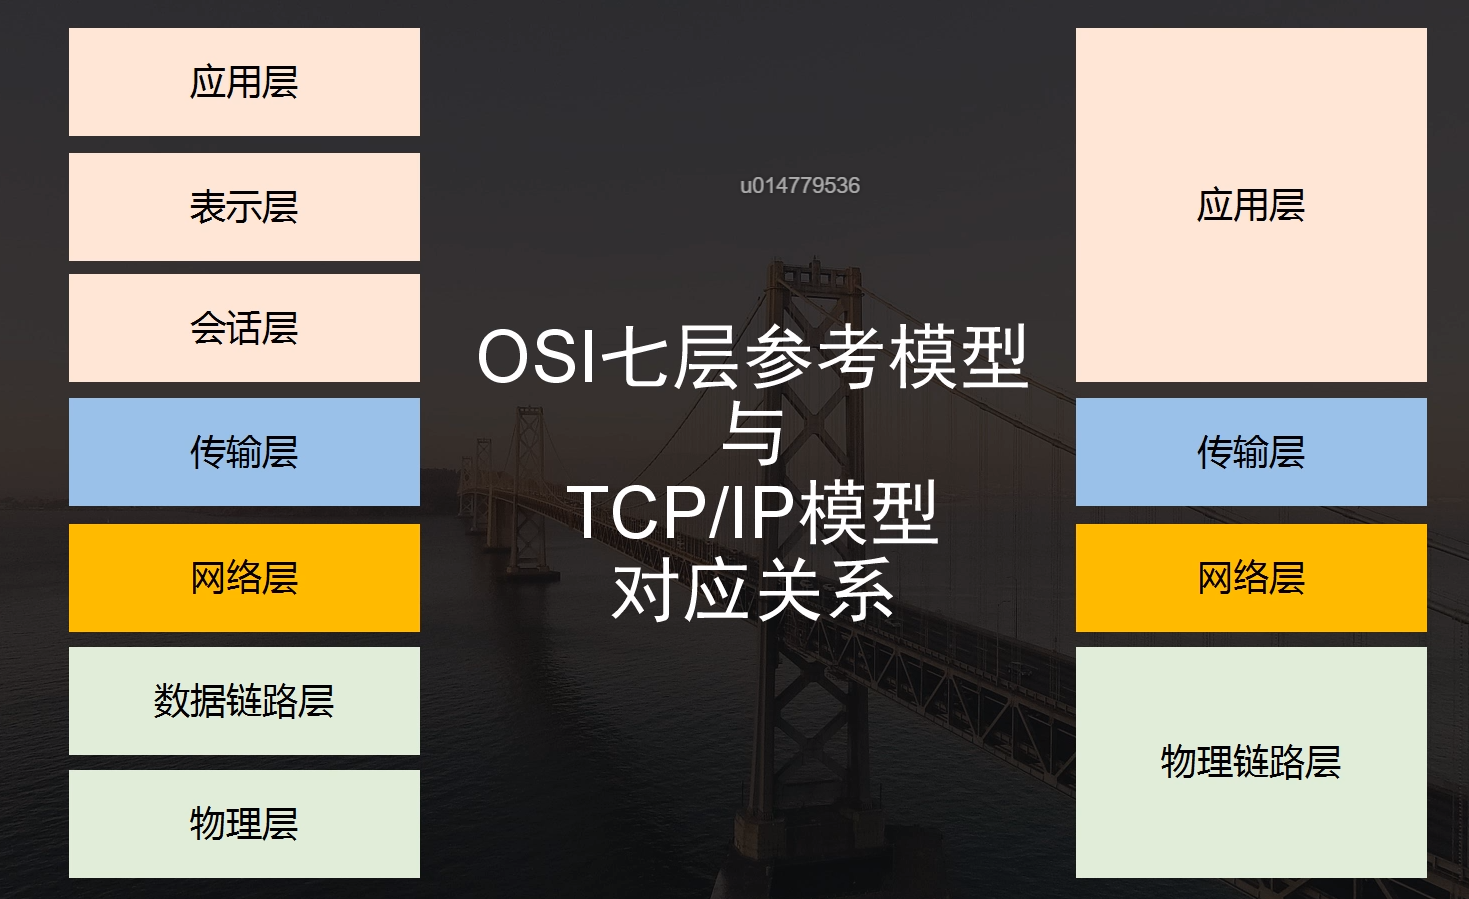 应用层
表示层
会话层
传输层
网络层
数据链路层
物理层
u014779536
OSI七层参考模型
与
TCP/IP模型
对应关系
应用层
传输层
网络层
物理链路层